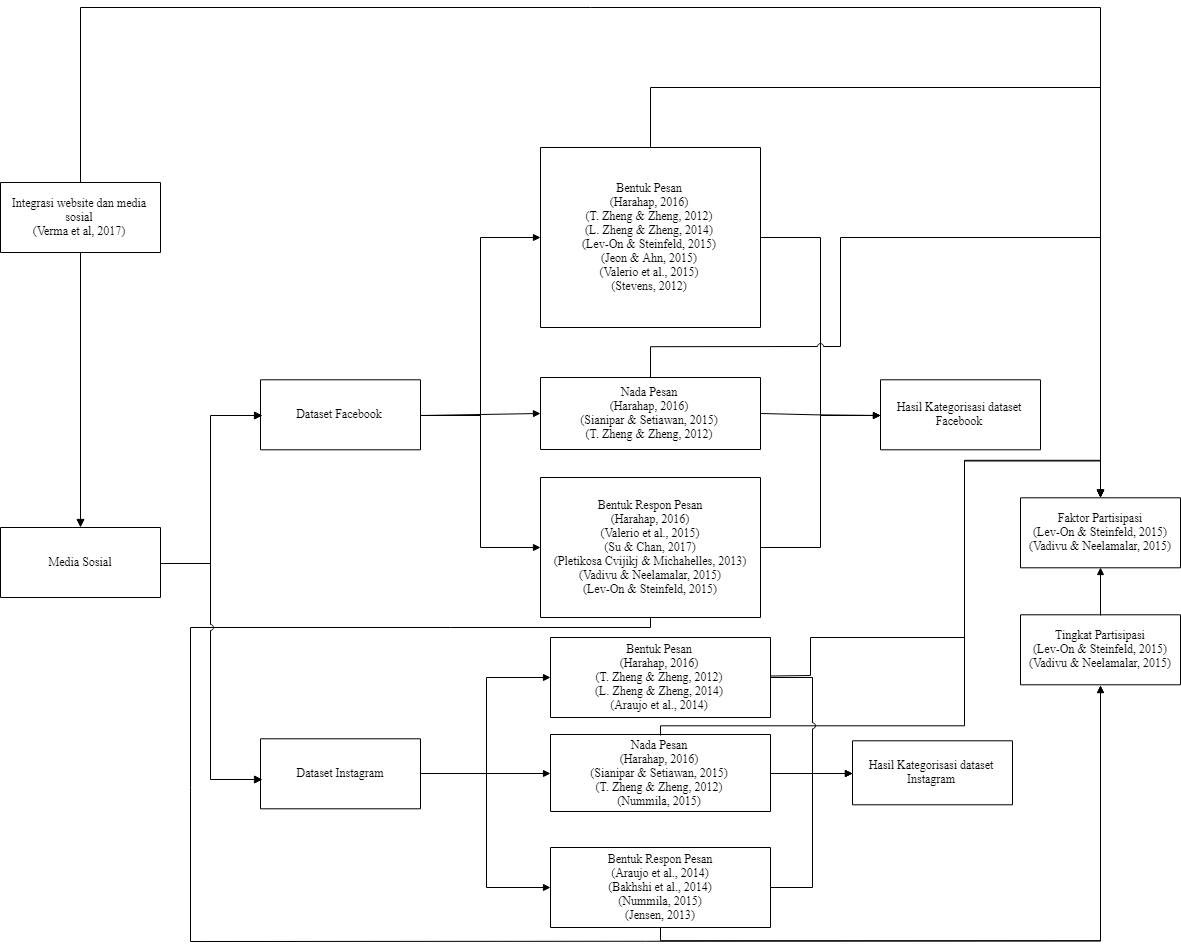 Integrasi website dan media
sosial
(Verma et al, 2017)
Media Sosial
Dataset Facebook
Bentuk Pesan
(Harahap, 2016)
(T. Zheng & Zheng, 2012)
(L. Zheng & Zheng, 2014)
(Lev-On & Steinfeld, 2015)
(Jeon & Ahn, 2015)
(Valerio et al., 2015)
(Stevens, 2012)
Nada Pesan
(Harahap, 2016)
(Sianipar & Setiawan, 2015)
(T. Zheng & Zheng, 2012)
Bentuk Respon Pesan
(Harahap, 2016)
(Valerio et al., 2015)
(Su & Chan, 2017)
(Pletikosa Cvijikj & Michahelles, 2013)
(Vadivu & Neelamalar, 2015)
(Lev-On & Steinfeld, 2015)
Hasil Kategorisasi dataset
Facebook
Dataset Instagram
Bentuk Pesan
(Harahap, 2016)
(T. Zheng & Zheng, 2012)
(L. Zheng & Zheng, 2014)
(Araujo et al., 2014)
Nada Pesan
(Harahap, 2016)
(Sianipar & Setiawan, 2015)
(T. Zheng & Zheng, 2012)
(Nummila, 2015)
Bentuk Respon Pesan
(Araujo et al., 2014)
(Bakhshi et al., 2014)
(Nummila, 2015)
(Jensen, 2013)
Hasil Kategorisasi dataset
Instagram
Faktor Partisipasi
(Lev-On & Steinfeld, 2015)
(Vadivu & Neelamalar, 2015)
Tingkat Partisipasi
(Lev-On & Steinfeld, 2015)
(Vadivu & Neelamalar, 2015)